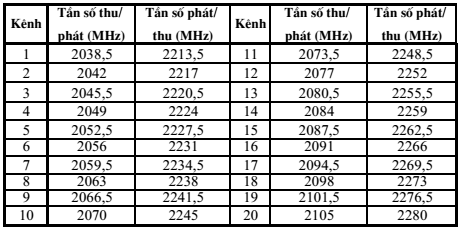 Kênh Tần số thu/ phát (MHz) Tần số phát/ thu (MHz) Kênh Tần số thu/ phát (MHz) Tần số phát/ thu (MHz)
1 2038,5 2213,5 11 2073,5 2248,5
2 2042 2217 12 2077 2252
3 2045,5 2220,5 13 2080,5 2255,5
4 2049 2224 14 2084 2259
5 2052,5 2227,5 15 2087,5 2262,5
6 2056 2231 16 2091 2266
7 2059,5 2234,5 17 2094,5 2269,5
8 2063 2238 18 2098 2273
9 2066,5 2241,5 19 2101,5 2276,5
10 2070 2245 20 2105 2280